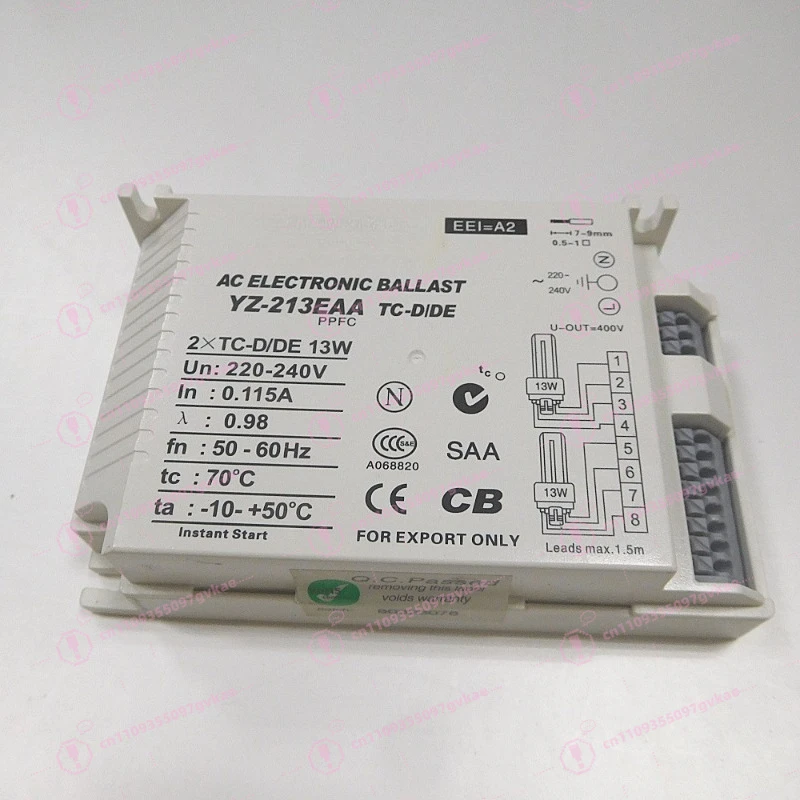 EEI=A2
7-9mm
0.5-1
AC ELECTRONIC BALLAST
YZ-213EAA TC-D/DE
PPFC
N
~ 220-
240V
L
U-OUT=400V
2×TC-D/DE 13W
Un: 220-240V
In : 0.115A
λ : 0.98
fn : 50-60Hz
tc : 70°C
ta : -10- +50°C
Instant Start
N
tc
CCC S&E
A068820
SAA
CE
CB
FOR EXPORT ONLY
13W
13W
1
2
3
4
5
6
7
8
Leads max.1.5m
Q.C.Passed
removing this label
voids warranty
cn1109355097gvkae